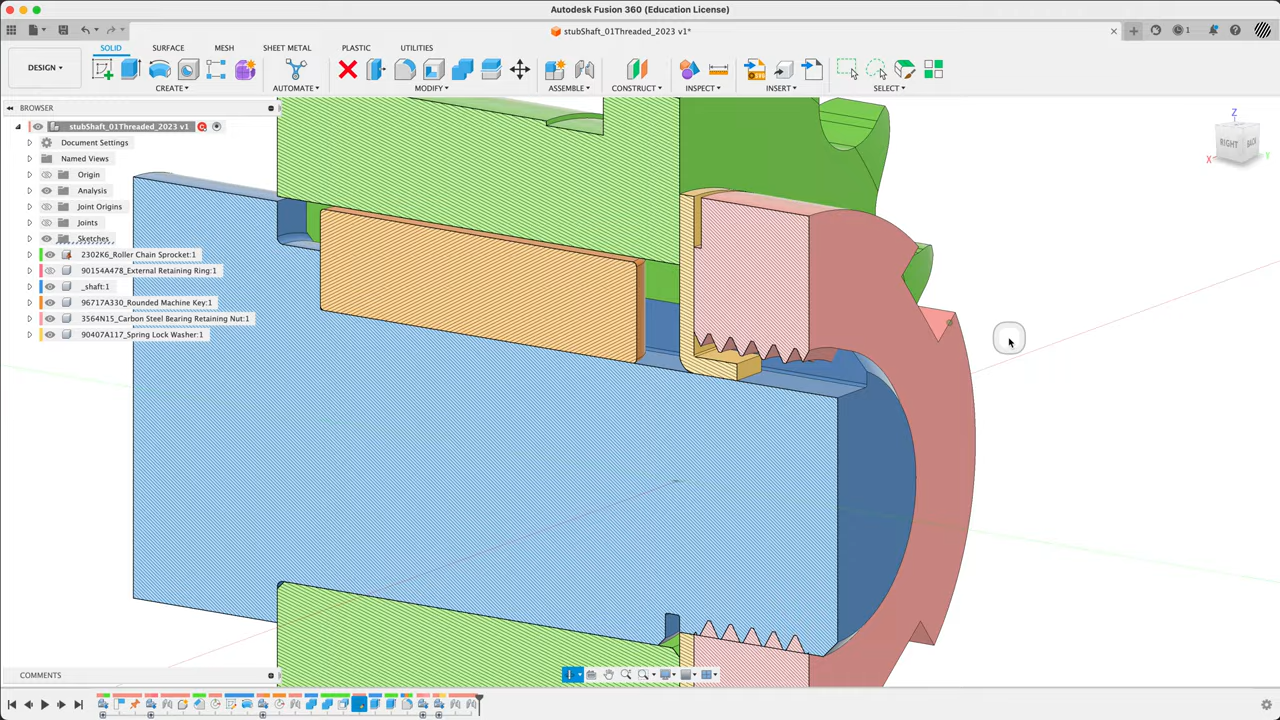 Autodesk Fusion 360 (Education License)
stubShaft_01Threaded_2023 v1*
1
DESIGN
SOLID SURFACE MESH SHEET METAL PLASTIC UTILITIES
CREATE AUTOMATE MODIFY ASSEMBLE CONSTRUCT INSPECT INSERT SELECT
BROWSER
stubShaft_01Threaded_2023 v1
Document Settings
Named Views
Origin
Analysis
Joint Origins
Joints
Sketches
2302K6_Roller Chain Sprocket:1
90154A478_External Retaining Ring:1
_shaft:1
96717A330_Rounded Machine Key:1
3564N15_Carbon Steel Bearing Retaining Nut:1
90407A117_Spring Lock Washer:1
Z
RIGHT BACK
X Y
COMMENTS